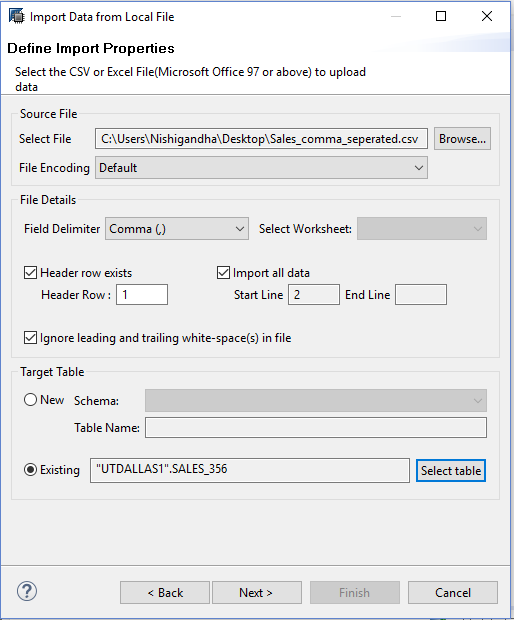 Import Data from Local File
Define Import Properties
Select the CSV or Excel File(Microsoft Office 97 or above) to upload
data
Source File
Select File C:\Users\Nishigandha\Desktop\Sales_comma_seperated.csv Browse...
File Encoding Default
File Details
Field Delimiter Comma (,) Select Worksheet:
Header row exists Import all data
Header Row : 1 Start Line 2 End Line
Ignore leading and trailing white-space(s) in file
Target Table
New Schema:
Table Name:
Existing "UTDALLAS1".SALES_356 Select table
? < Back Next > Finish Cancel